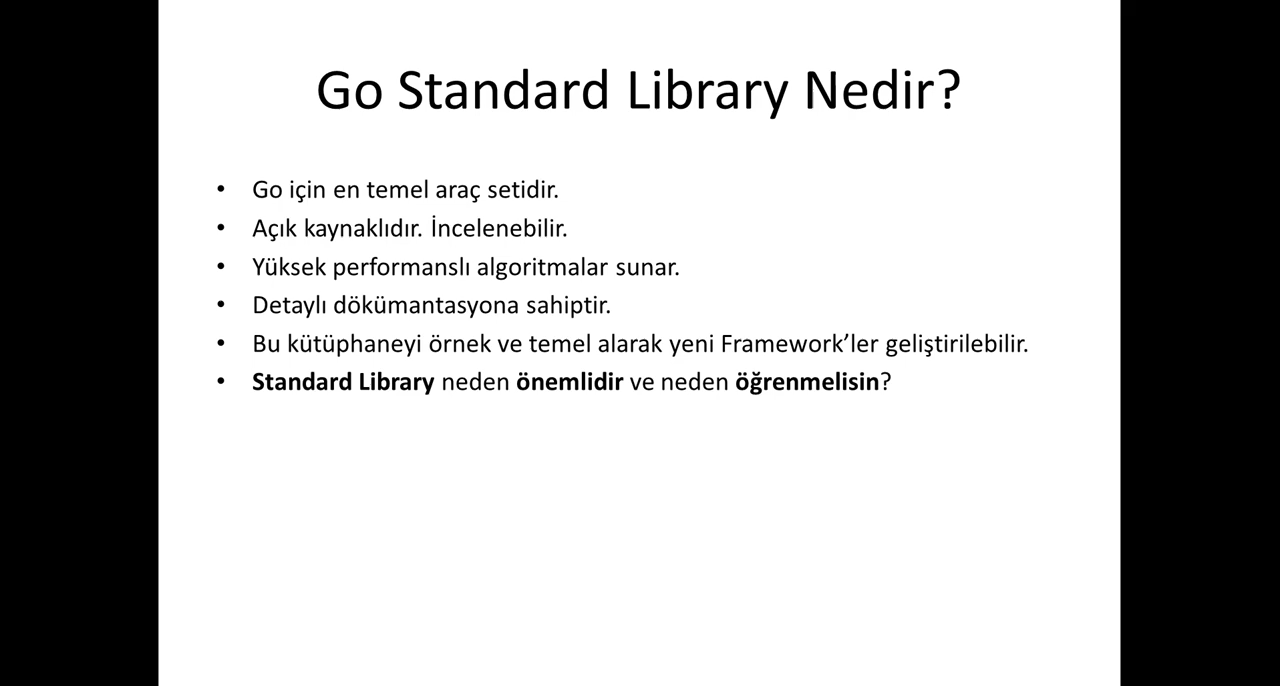 Go Standard Library Nedir?
• Go için en temel araç setidir.
• Açık kaynaklıdır. İncelenebilir.
• Yüksek performanslı algoritmalar sunar.
• Detaylı dökümantasyona sahiptir.
• Bu kütüphaneyi örnek ve temel alarak yeni Framework’ler geliştirilebilir.
• Standard Library neden önemlidir ve neden öğrenmelisin?